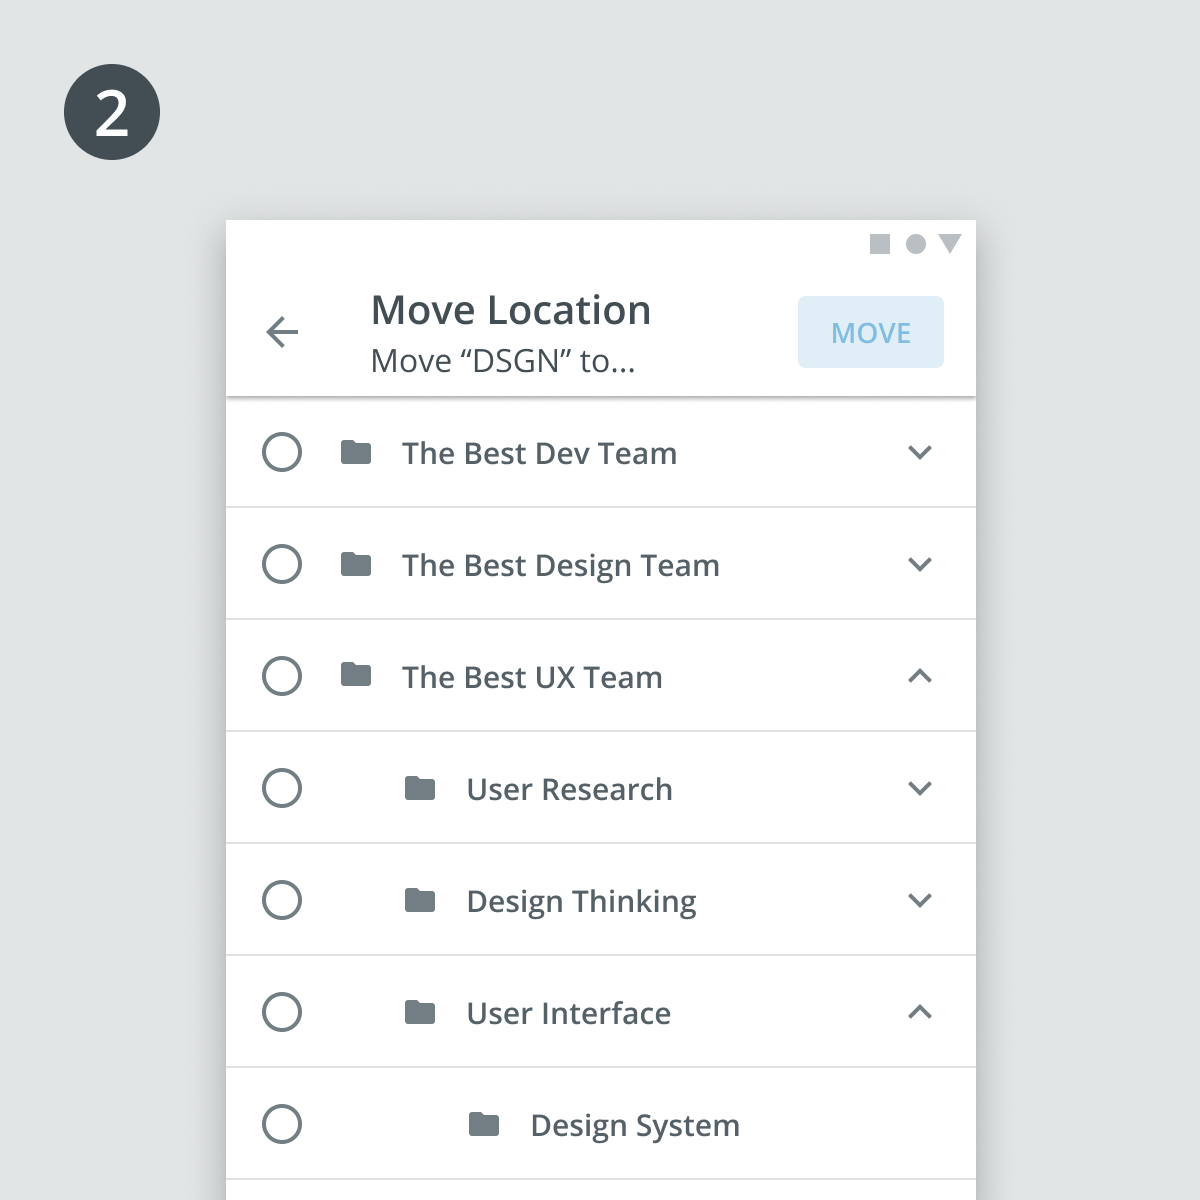 2
Move Location
Move “DSGN” to...
MOVE
The Best Dev Team
The Best Design Team
The Best UX Team
User Research
Design Thinking
User Interface
Design System